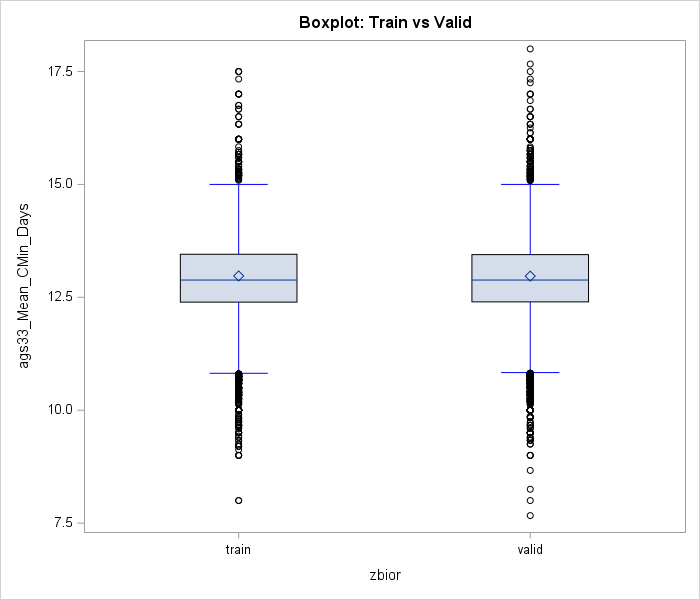 Boxplot: Train vs Valid
17.5
15.0
12.5
10.0
7.5
ags33_Mean_CMin_Days
train
valid
zbior